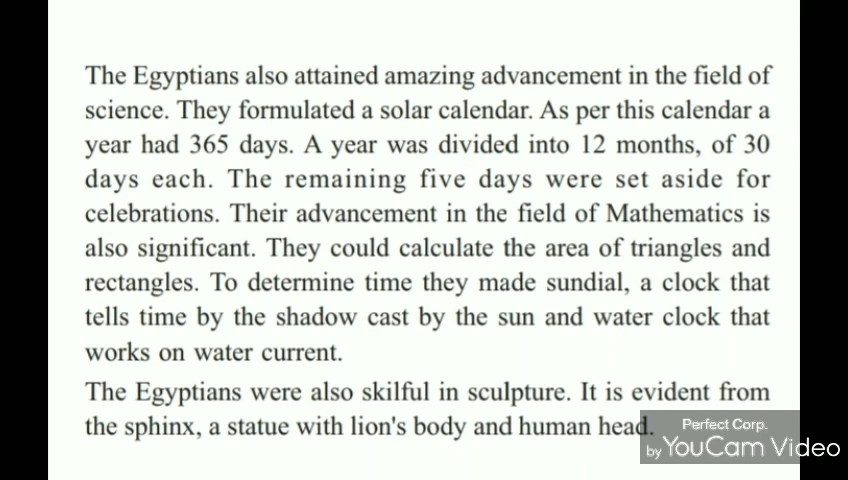 The Egyptians also attained amazing advancement in the field of
science. They formulated a solar calendar. As per this calendar a
year had 365 days. A year was divided into 12 months, of 30
days each. The remaining five days were set aside for
celebrations. Their advancement in the field of Mathematics is
also significant. They could calculate the area of triangles and
rectangles. To determine time they made sundial, a clock that
tells time by the shadow cast by the sun and water clock that
works on water current.
The Egyptians were also skilful in sculpture. It is evident from
the sphinx, a statue with lion's body and human head.
Perfect Corp.
by YouCam Video